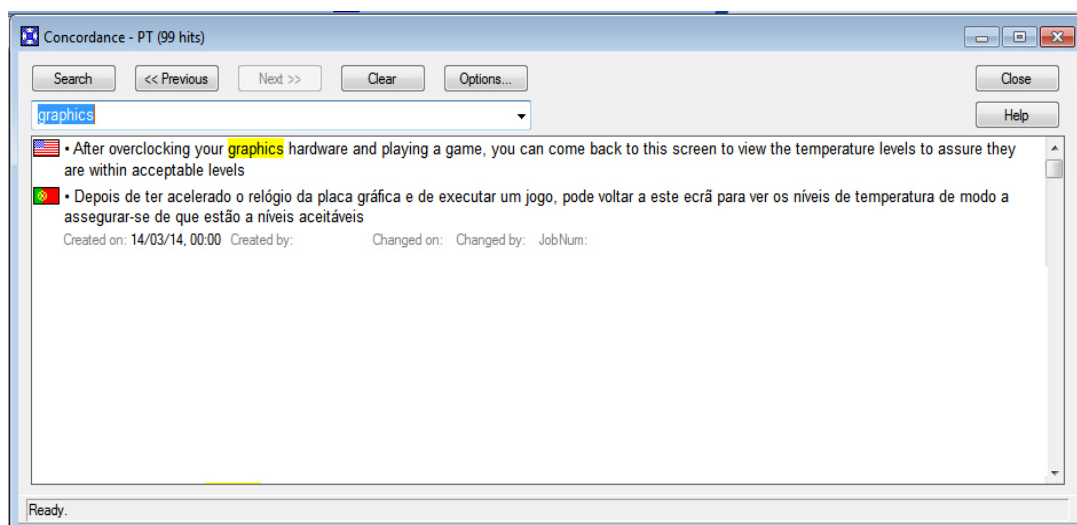 Concordance - PT (99 hits)
Search << Previous Next >> Clear Options... Close
graphics Help
• After overclocking your graphics hardware and playing a game, you can come back to this screen to view the temperature levels to assure they
are within acceptable levels
• Depois de ter acelerado o relógio da placa gráfica e de executar um jogo, pode voltar a este ecrã para ver os níveis de temperatura de modo a
assegurar-se de que estão a níveis aceitáveis
Created on: 14/03/14, 00:00 Created by: Changed on: Changed by: JobNum:
Ready.